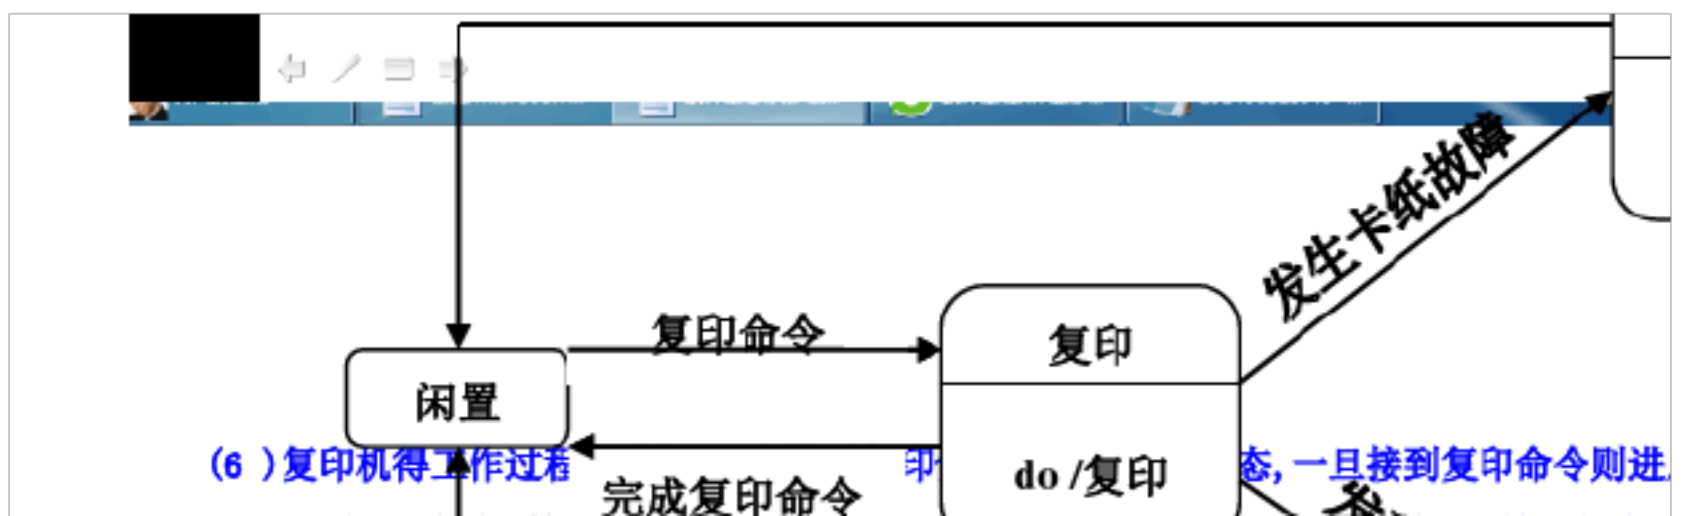 发生卡纸故障
复印命令
复印
闲置
(6 )复印机得工作过程
印
态,一旦接到复印命令则进
do /复印
完成复印命令